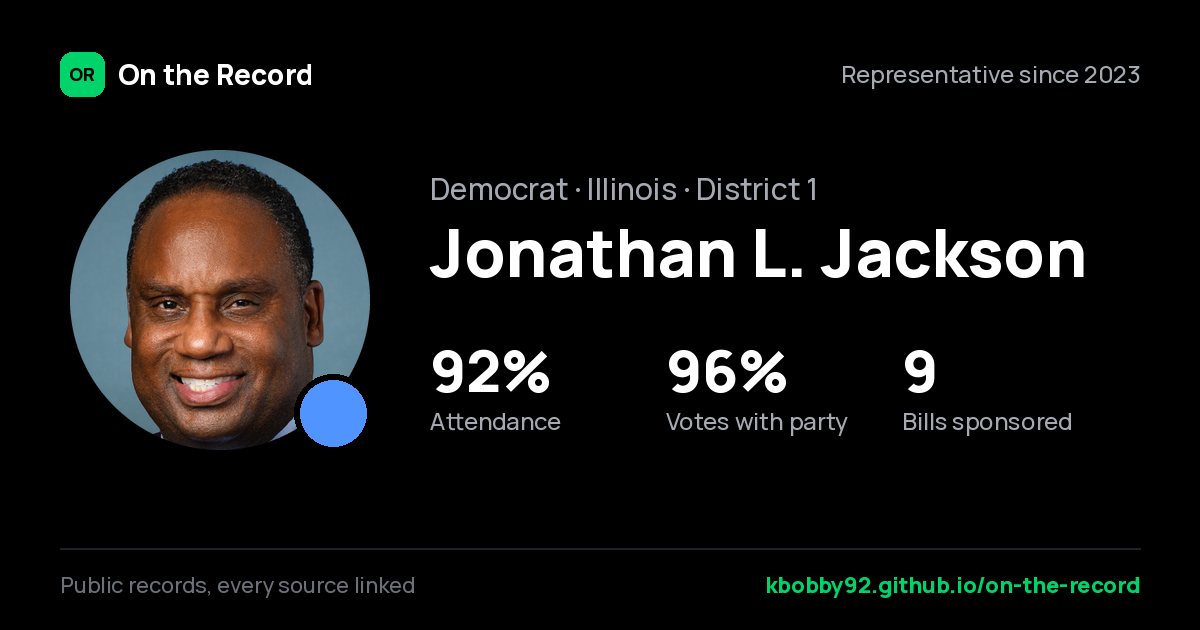 OR On the Record
Representative since 2023
Democrat · Illinois · District 1
Jonathan L. Jackson
92% 96% 9
Attendance Votes with party Bills sponsored
Public records, every source linked
kbobby92.github.io/on-the-record